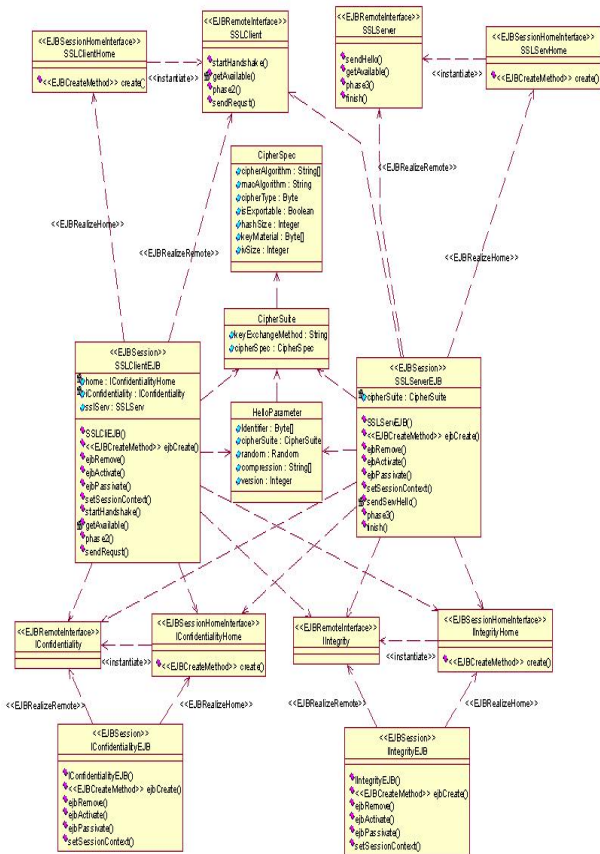 <<EJBSessionHomeInterface>>
SSLClientHome
<<EJBCreateMethod>> create()
<<instantiate>>
<<EJBRemoteInterface>>
SSLClient
startHandshake()
getAvailable()
phase2()
sendRequst()
<<EJBRemoteInterface>>
SSLServer
sendHello()
getAvailable()
phase3()
finish()
<<instantiate>>
<<EJBSessionHomeInterface>>
SSLServHome
<<EJBCreateMethod>> create()
CipherSpec
cipherAlgorithm : String[]
macAlgorithm : String
cipherType : Byte
isExportable : Boolean
hashSize : Integer
keyMaterial : Byte[]
ivSize : Integer
<<EJBRealizeRemote>>
<<EJBRealizeHome>>
<<EJBRealizeRemote>>
<<EJBRealizeHome>>
CipherSuite
keyExchangeMethod : String
cipherSpec : CipherSpec
<<EJBSession>>
SSLClientEJB
home : IConfidentialityHome
iConfidentiality : IConfidentiality
sslServ : SSLServ
SSLCliEJB()
<<EJBCreateMethod>> ejbCreate()
ejbRemove()
ejbActivate()
ejbPassivate()
setSessionContext()
startHandshake()
getAvailable()
phase2()
sendRequst()
HelloParameter
Identifier : Byte[]
cipherSuite : CipherSuite
random : Random
compression : String[]
version : Integer
<<EJBSession>>
SSLServerEJB
cipherSuite : CipherSuite
SSLServEJB()
<<EJBCreateMethod>> ejbCreate()
ejbRemove()
ejbActivate()
ejbPassivate()
setSessionContext()
sendServHello()
phase3()
finish()
<<EJBRemoteInterface>>
IConfidentiality
<<instantiate>>
<<EJBSessionHomeInterface>>
IConfidentialityHome
<<EJBCreateMethod>> create()
<<EJBRemoteInterface>>
IIntegrity
<<instantiate>>
<<EJBSessionHomeInterface>>
IIntegrityHome
<<EJBCreateMethod>> create()
<<EJBRealizeRemote>>
<<EJBRealizeHome>>
<<EJBRealizeRemote>>
<<EJBRealizeHome>>
<<EJBSession>>
IConfidentialityEJB
IConfidentialityEJB()
<<EJBCreateMethod>> ejbCreate()
ejbRemove()
ejbActivate()
ejbPassivate()
setSessionContext()
<<EJBSession>>
IIntegrityEJB
IIntegrityEJB()
<<EJBCreateMethod>> ejbCreate()
ejbRemove()
ejbActivate()
ejbPassivate()
setSessionContext()